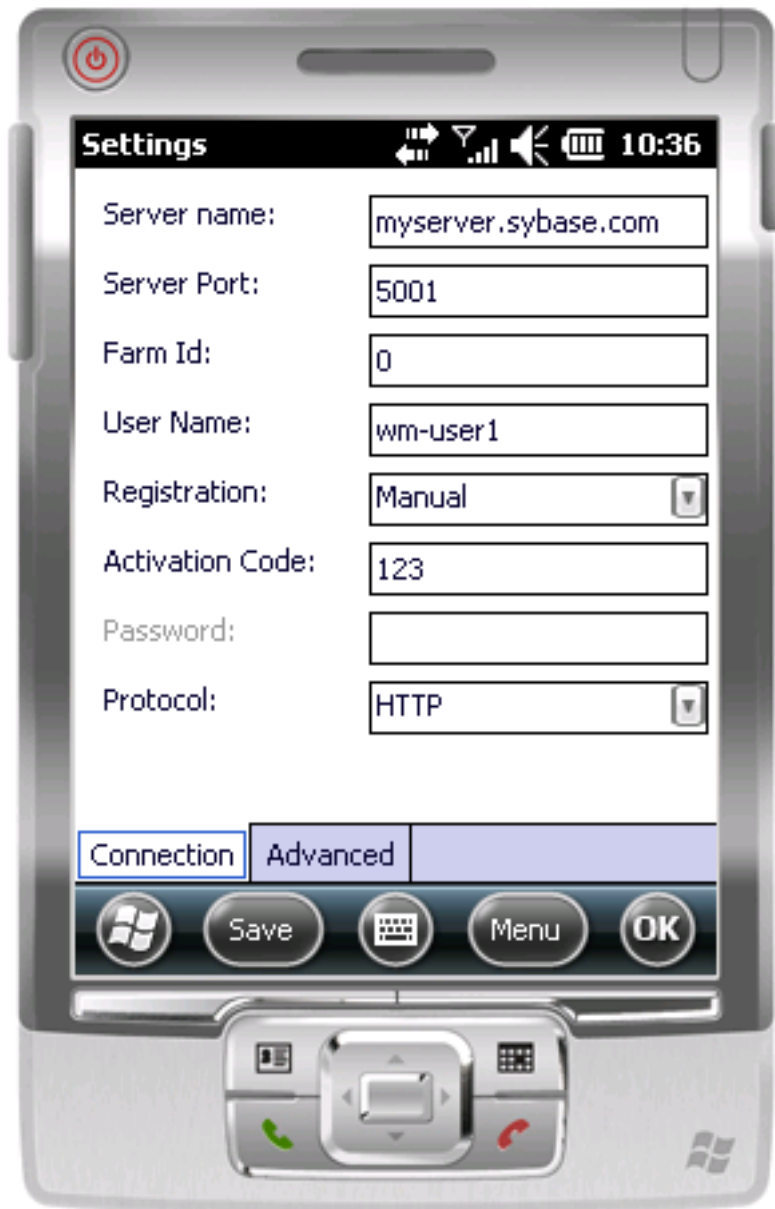 Settings 10:36
Server name: myserver.sybase.com
Server Port: 5001
Farm Id: 0
User Name: wm-user1
Registration: Manual
Activation Code: 123
Password:
Protocol: HTTP
Connection Advanced
Save Menu OK